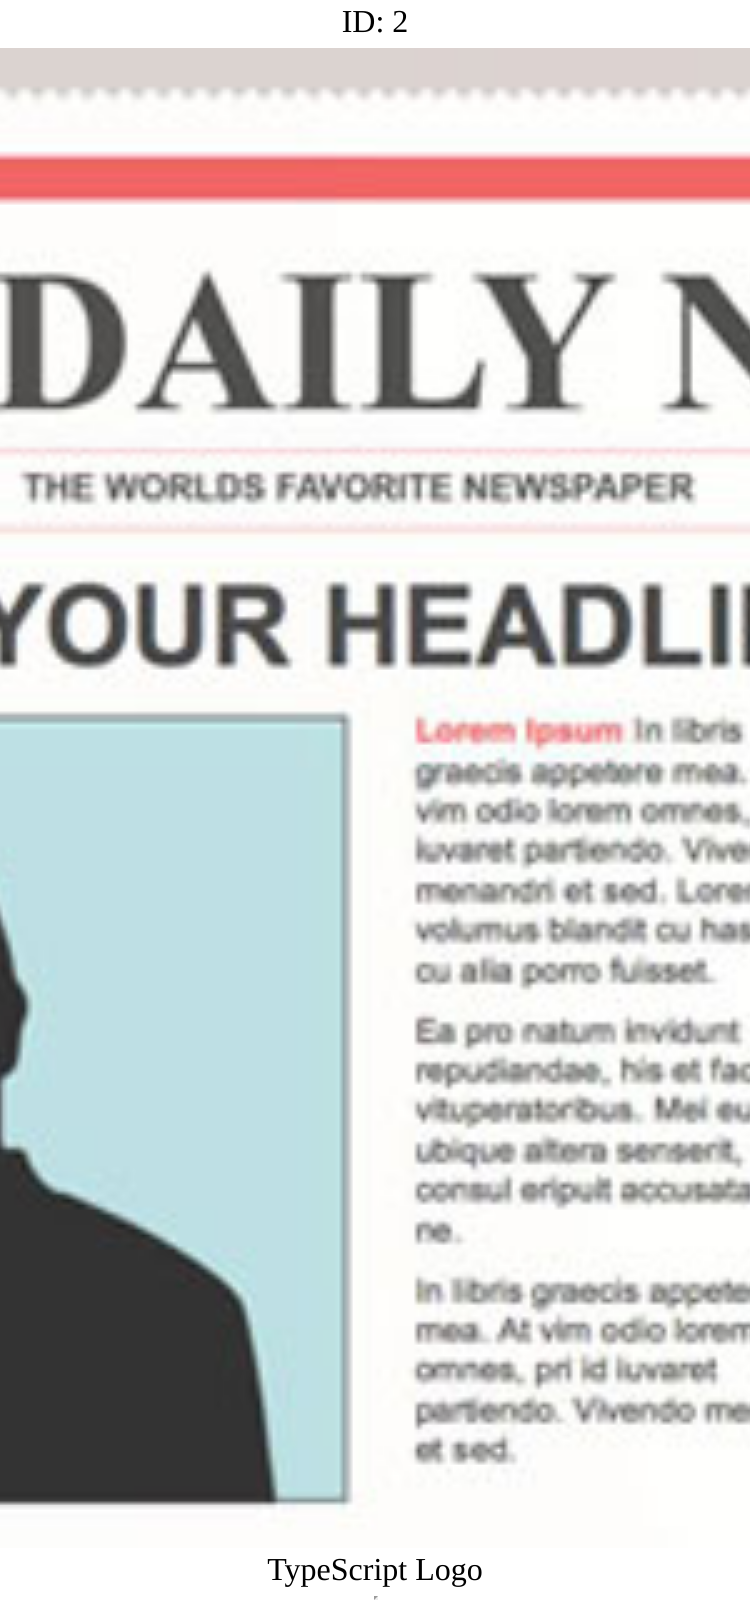 ID: 2
DAILY N
THE WORLDS FAVORITE NEWSPAPER
YOUR HEADLI
Lorem Ipsum In libris
graecis appetere mea.
vim odio lorem omnes,
iuvaret partiendo. Vive
menandri et sed. Lore
volumus blandit cu has
cu alia porro fuisset.
Ea pro natum invidunt
repudiandae, his et fac
vituperatoribus. Mei eu
ubique altera senserit,
consul eripuit accusata
ne.
In libris graecis appete
mea. At vim odio lorem
omnes, pri id iuvaret
partiendo. Vivendo me
et sed.
TypeScript Logo